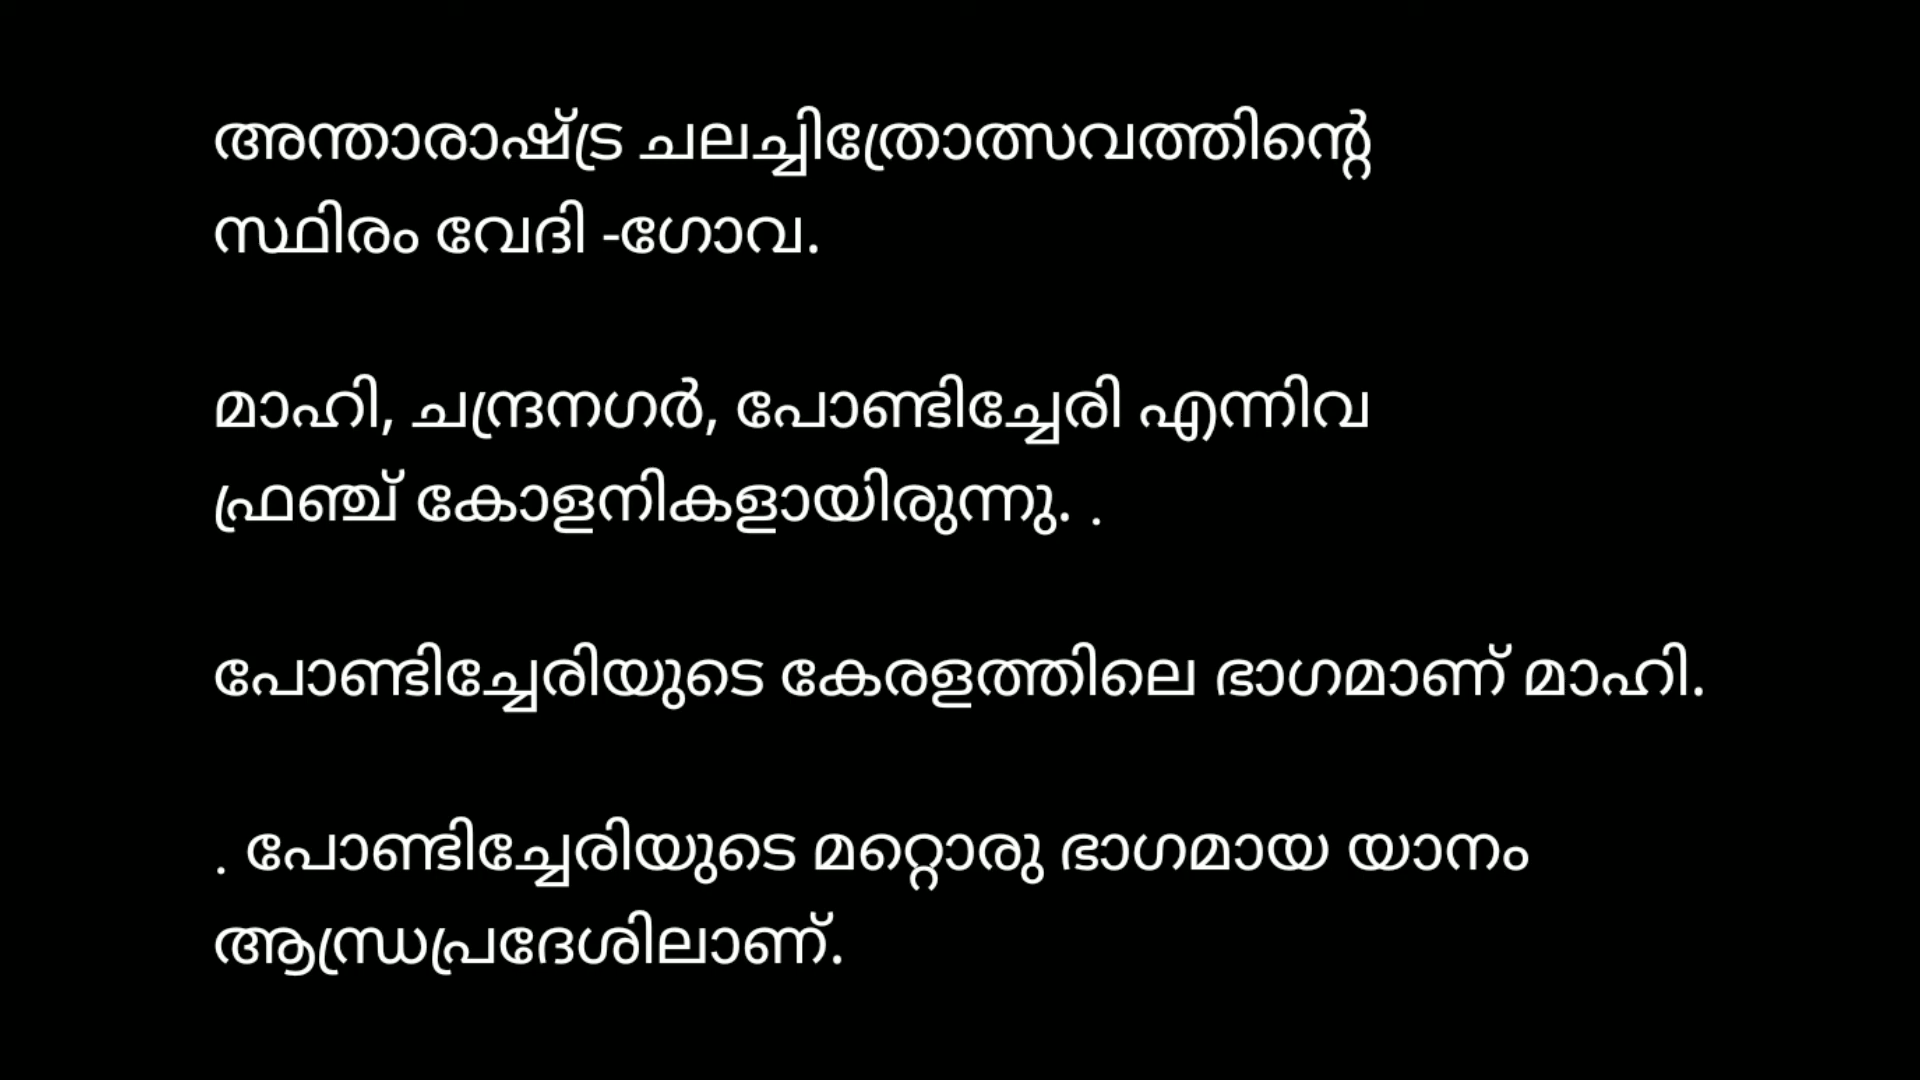 അന്താരാഷ്ട്ര ചലച്ചിത്രോത്സവത്തിന്റെ
സ്ഥിരം വേദി -ഗോവ.
മാഹി, ചന്ദ്രനഗർ, പോണ്ടിച്ചേരി എന്നിവ
ഫ്രഞ്ച് കോളനികളായിരുന്നു. .
പോണ്ടിച്ചേരിയുടെ കേരളത്തിലെ ഭാഗമാണ് മാഹി.
. പോണ്ടിച്ചേരിയുടെ മറ്റൊരു ഭാഗമായ യാനം
ആന്ധ്രപ്രദേശിലാണ്.